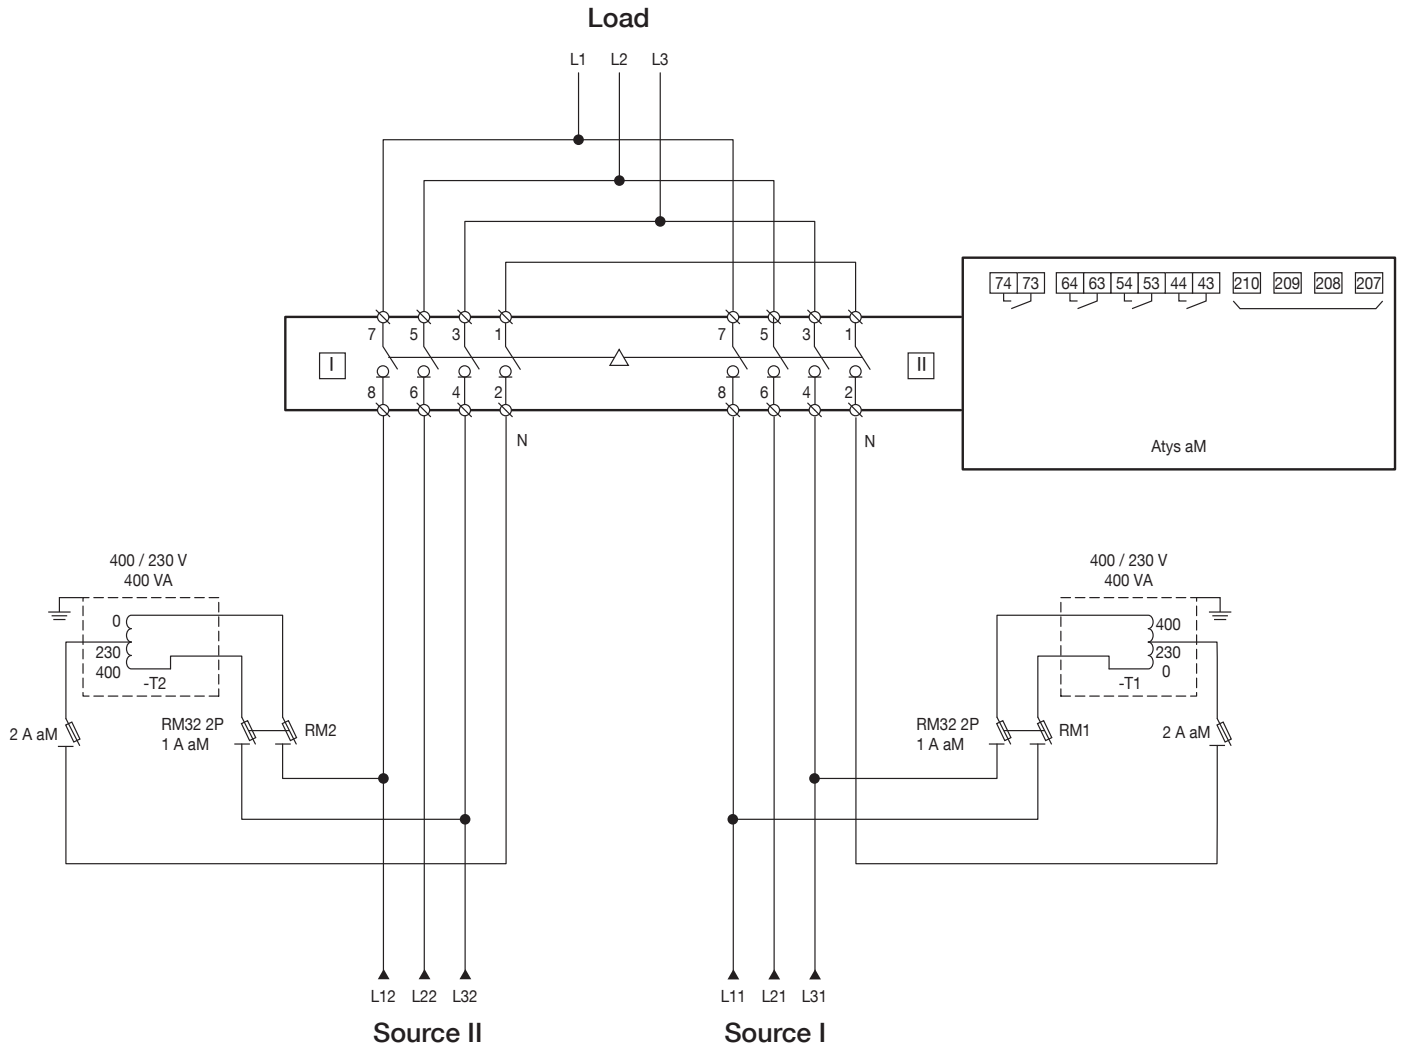 Load
L1 L2 L3
74 73 64 63 54 53 44 43 210 209 208 207
7 5 3 1 7 5 3 1
I II
8 6 4 2 8 6 4 2
N N
Atys aM
400 / 230 V
400 VA
0
230
400
-T2
2 A aM
RM32 2P
1 A aM
RM2
400 / 230 V
400 VA
400
230
0
-T1
RM32 2P
1 A aM
RM1
2 A aM
L12 L22 L32
L11 L21 L31
Source II
Source I